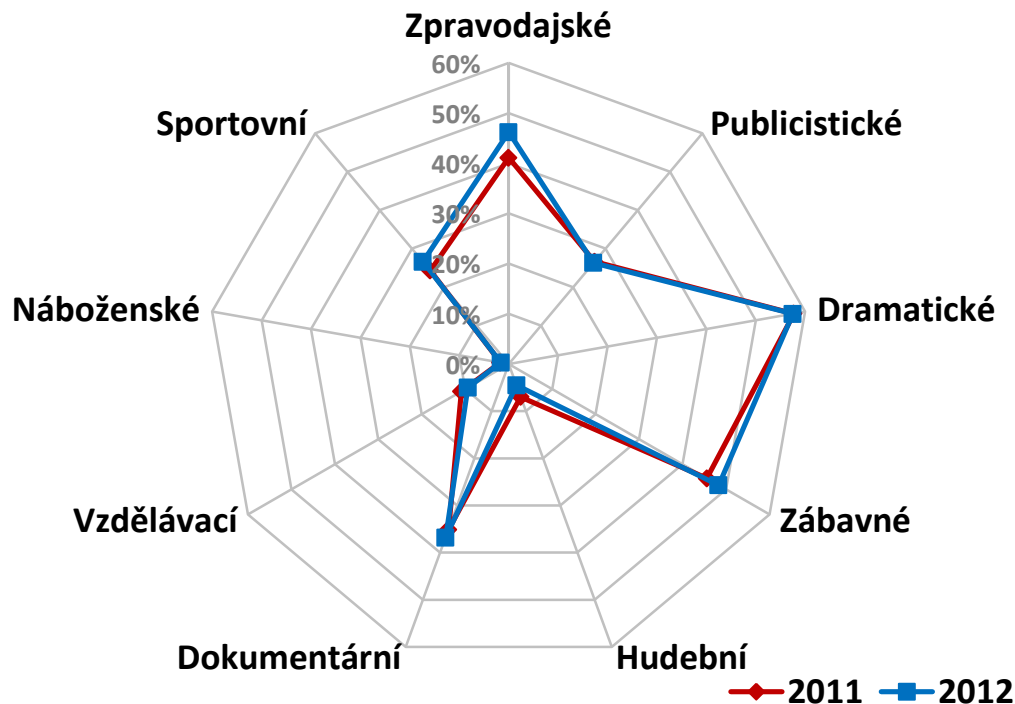 Zpravodajské
60%
Sportovní
50%
Publicistické
40%
30%
20%
Náboženské
10%
Dramatické
0%
Vzdělávací
Zábavné
Dokumentární
Hudební
2011 2012